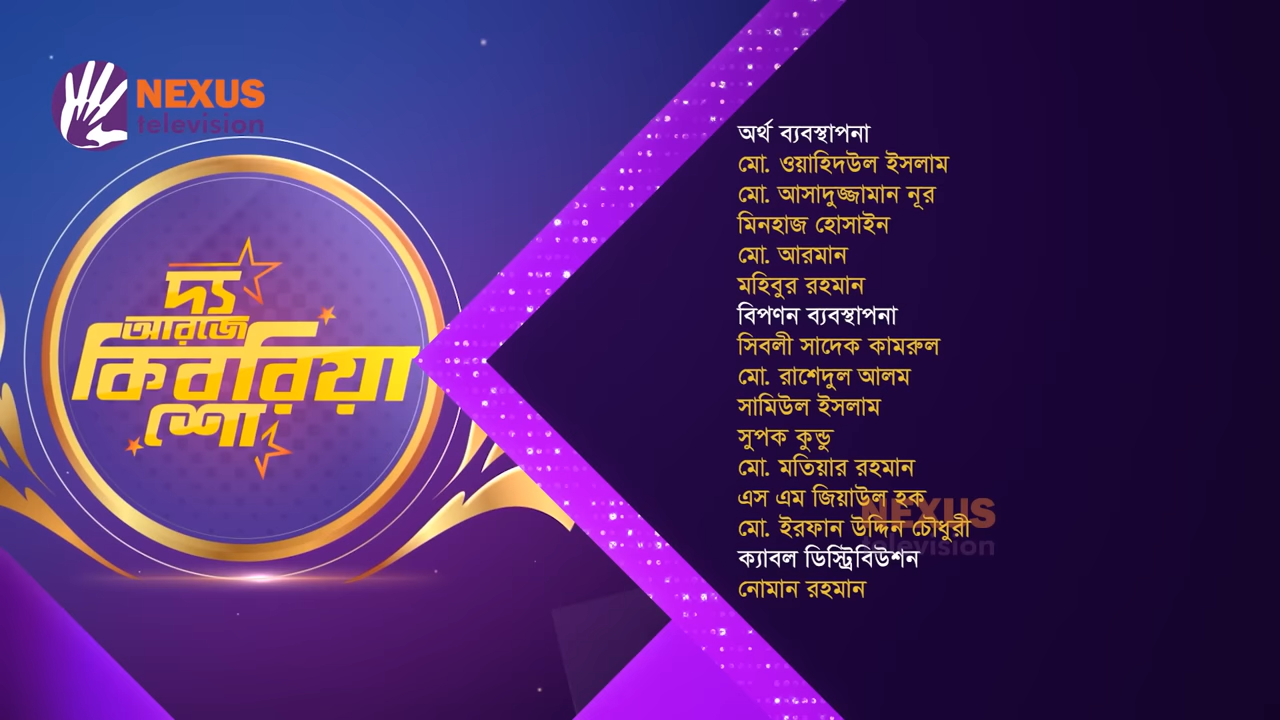 NEXUS
television
দ্য
আরজে
কিবরিয়া
শো
অর্থ ব্যবস্থাপনা
মো. ওয়াহিদউল ইসলাম
মো. আসাদুজ্জামান নূর
মিনহাজ হোসাইন
মো. আরমান
মহিবুর রহমান
বিপণন ব্যবস্থাপনা
সিবলী সাদেক কামরুল
মো. রাশেদুল আলম
সামিউল ইসলাম
সুপক কুন্ডু
মো. মতিয়ার রহমান
এস এম জিয়াউল হক
মো. ইরফান উদ্দিন চৌধুরী
ক্যাবল ডিস্ট্রিবিউশন
নোমান রহমান
NEXUS
television